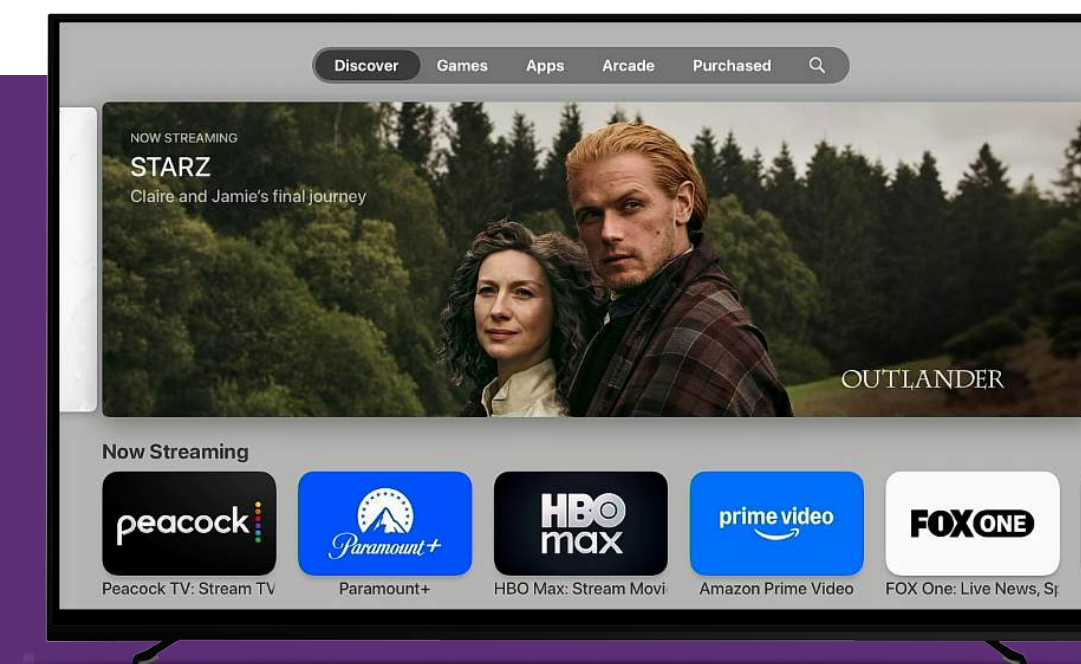 Discover Games Apps Arcade Purchased
NOW STREAMING
STARZ
Claire and Jamie's final journey
OUTLANDER
Now Streaming
peacock
Paramount+
HBO max
prime video
FOX ONE
Peacock TV: Stream TV
Paramount+
HBO Max: Stream Movi
Amazon Prime Video
FOX One: Live News, Sp